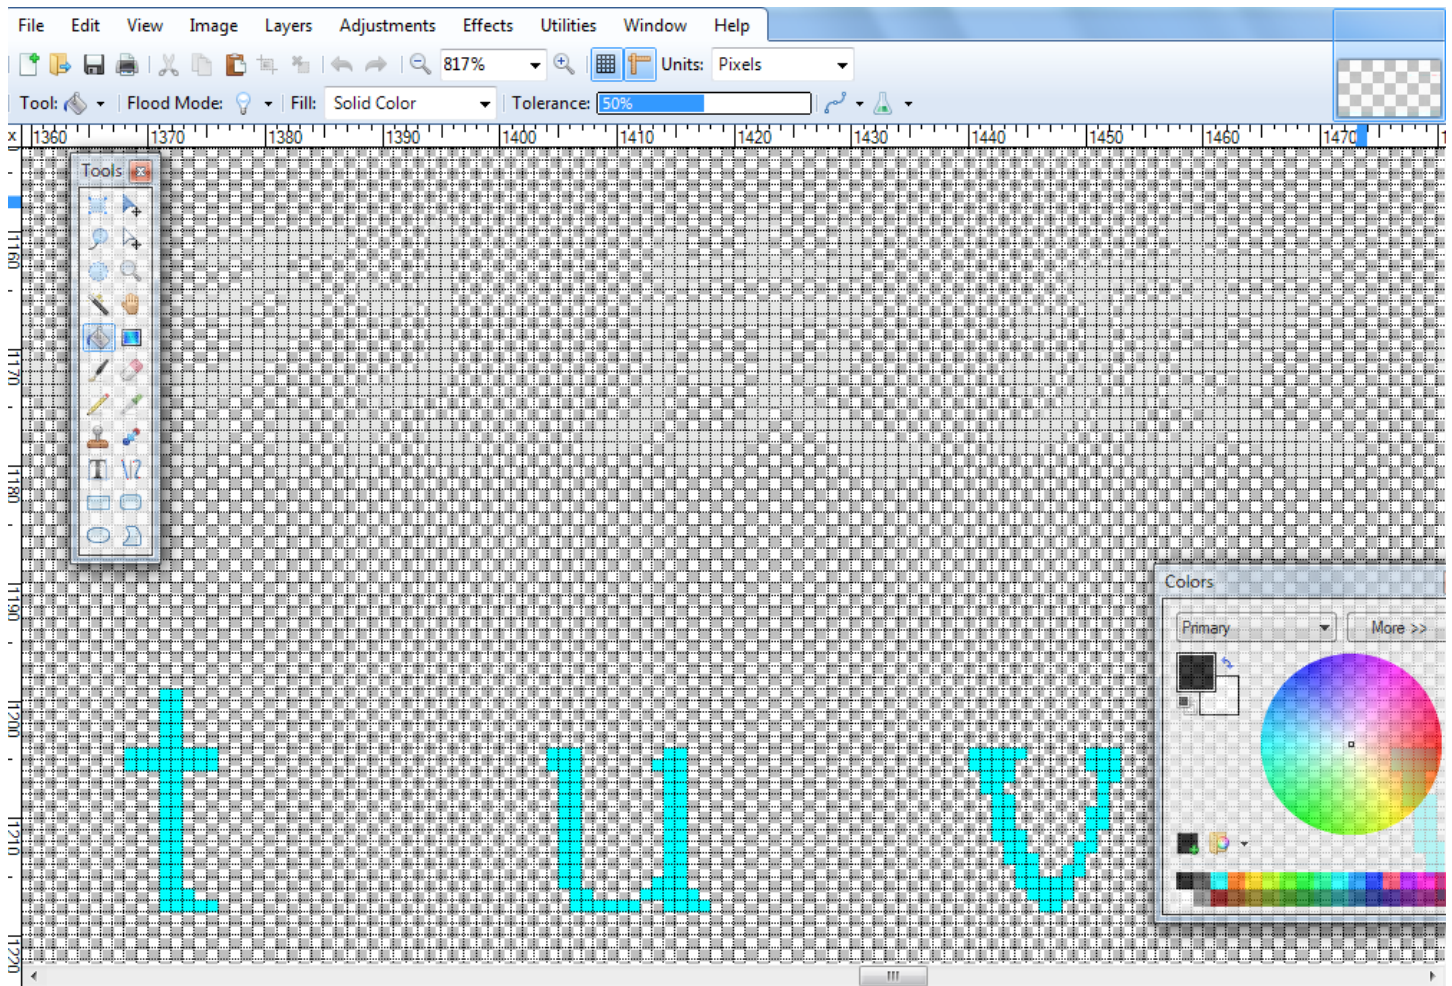 File Edit View Image Layers Adjustments Effects Utilities Window Help
817% Units: Pixels
Tool: Flood Mode: Fill: Solid Color Tolerance: 50%
x 1360 1370 1380 1390 1400 1410 1420 1430 1440 1450 1460 1470
Tools
1160
1170
1180
1190
1200
1210
1220
t u v
Colors
Primary More >>